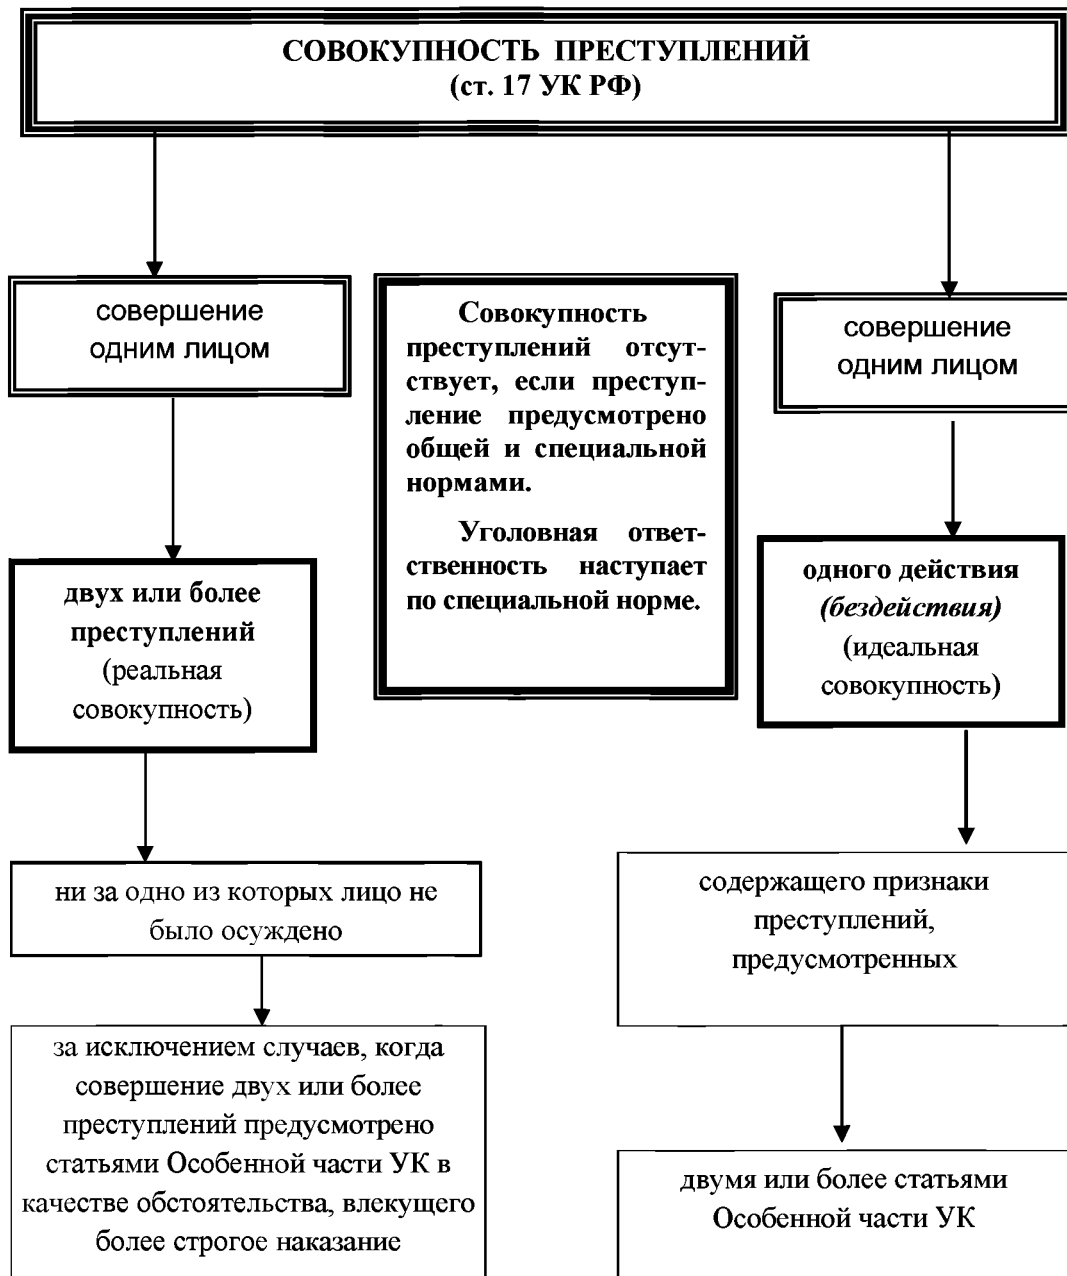 СОВОКУПНОСТЬ ПРЕСТУПЛЕНИЙ
(ст. 17 УК РФ)
совершение
одним лицом
двух или более
преступлений
(реальная
совокупность)
ни за одно из которых лицо не
было осуждено
за исключением случаев, когда
совершение двух или более
преступлений предусмотрено
статьями Особенной части УК в
качестве обстоятельства, влекущего
более строгое наказание
Совокупность
преступлений отсут-
ствует, если преступ-
ление предусмотрено
общей и специальной
нормами.
Уголовная ответ-
ственность наступает
по специальной норме.
совершение
одним лицом
одного действия
(бездействия)
(идеальная
совокупность)
содержащего признаки
преступлений,
предусмотренных
двумя или более статьями
Особенной части УК